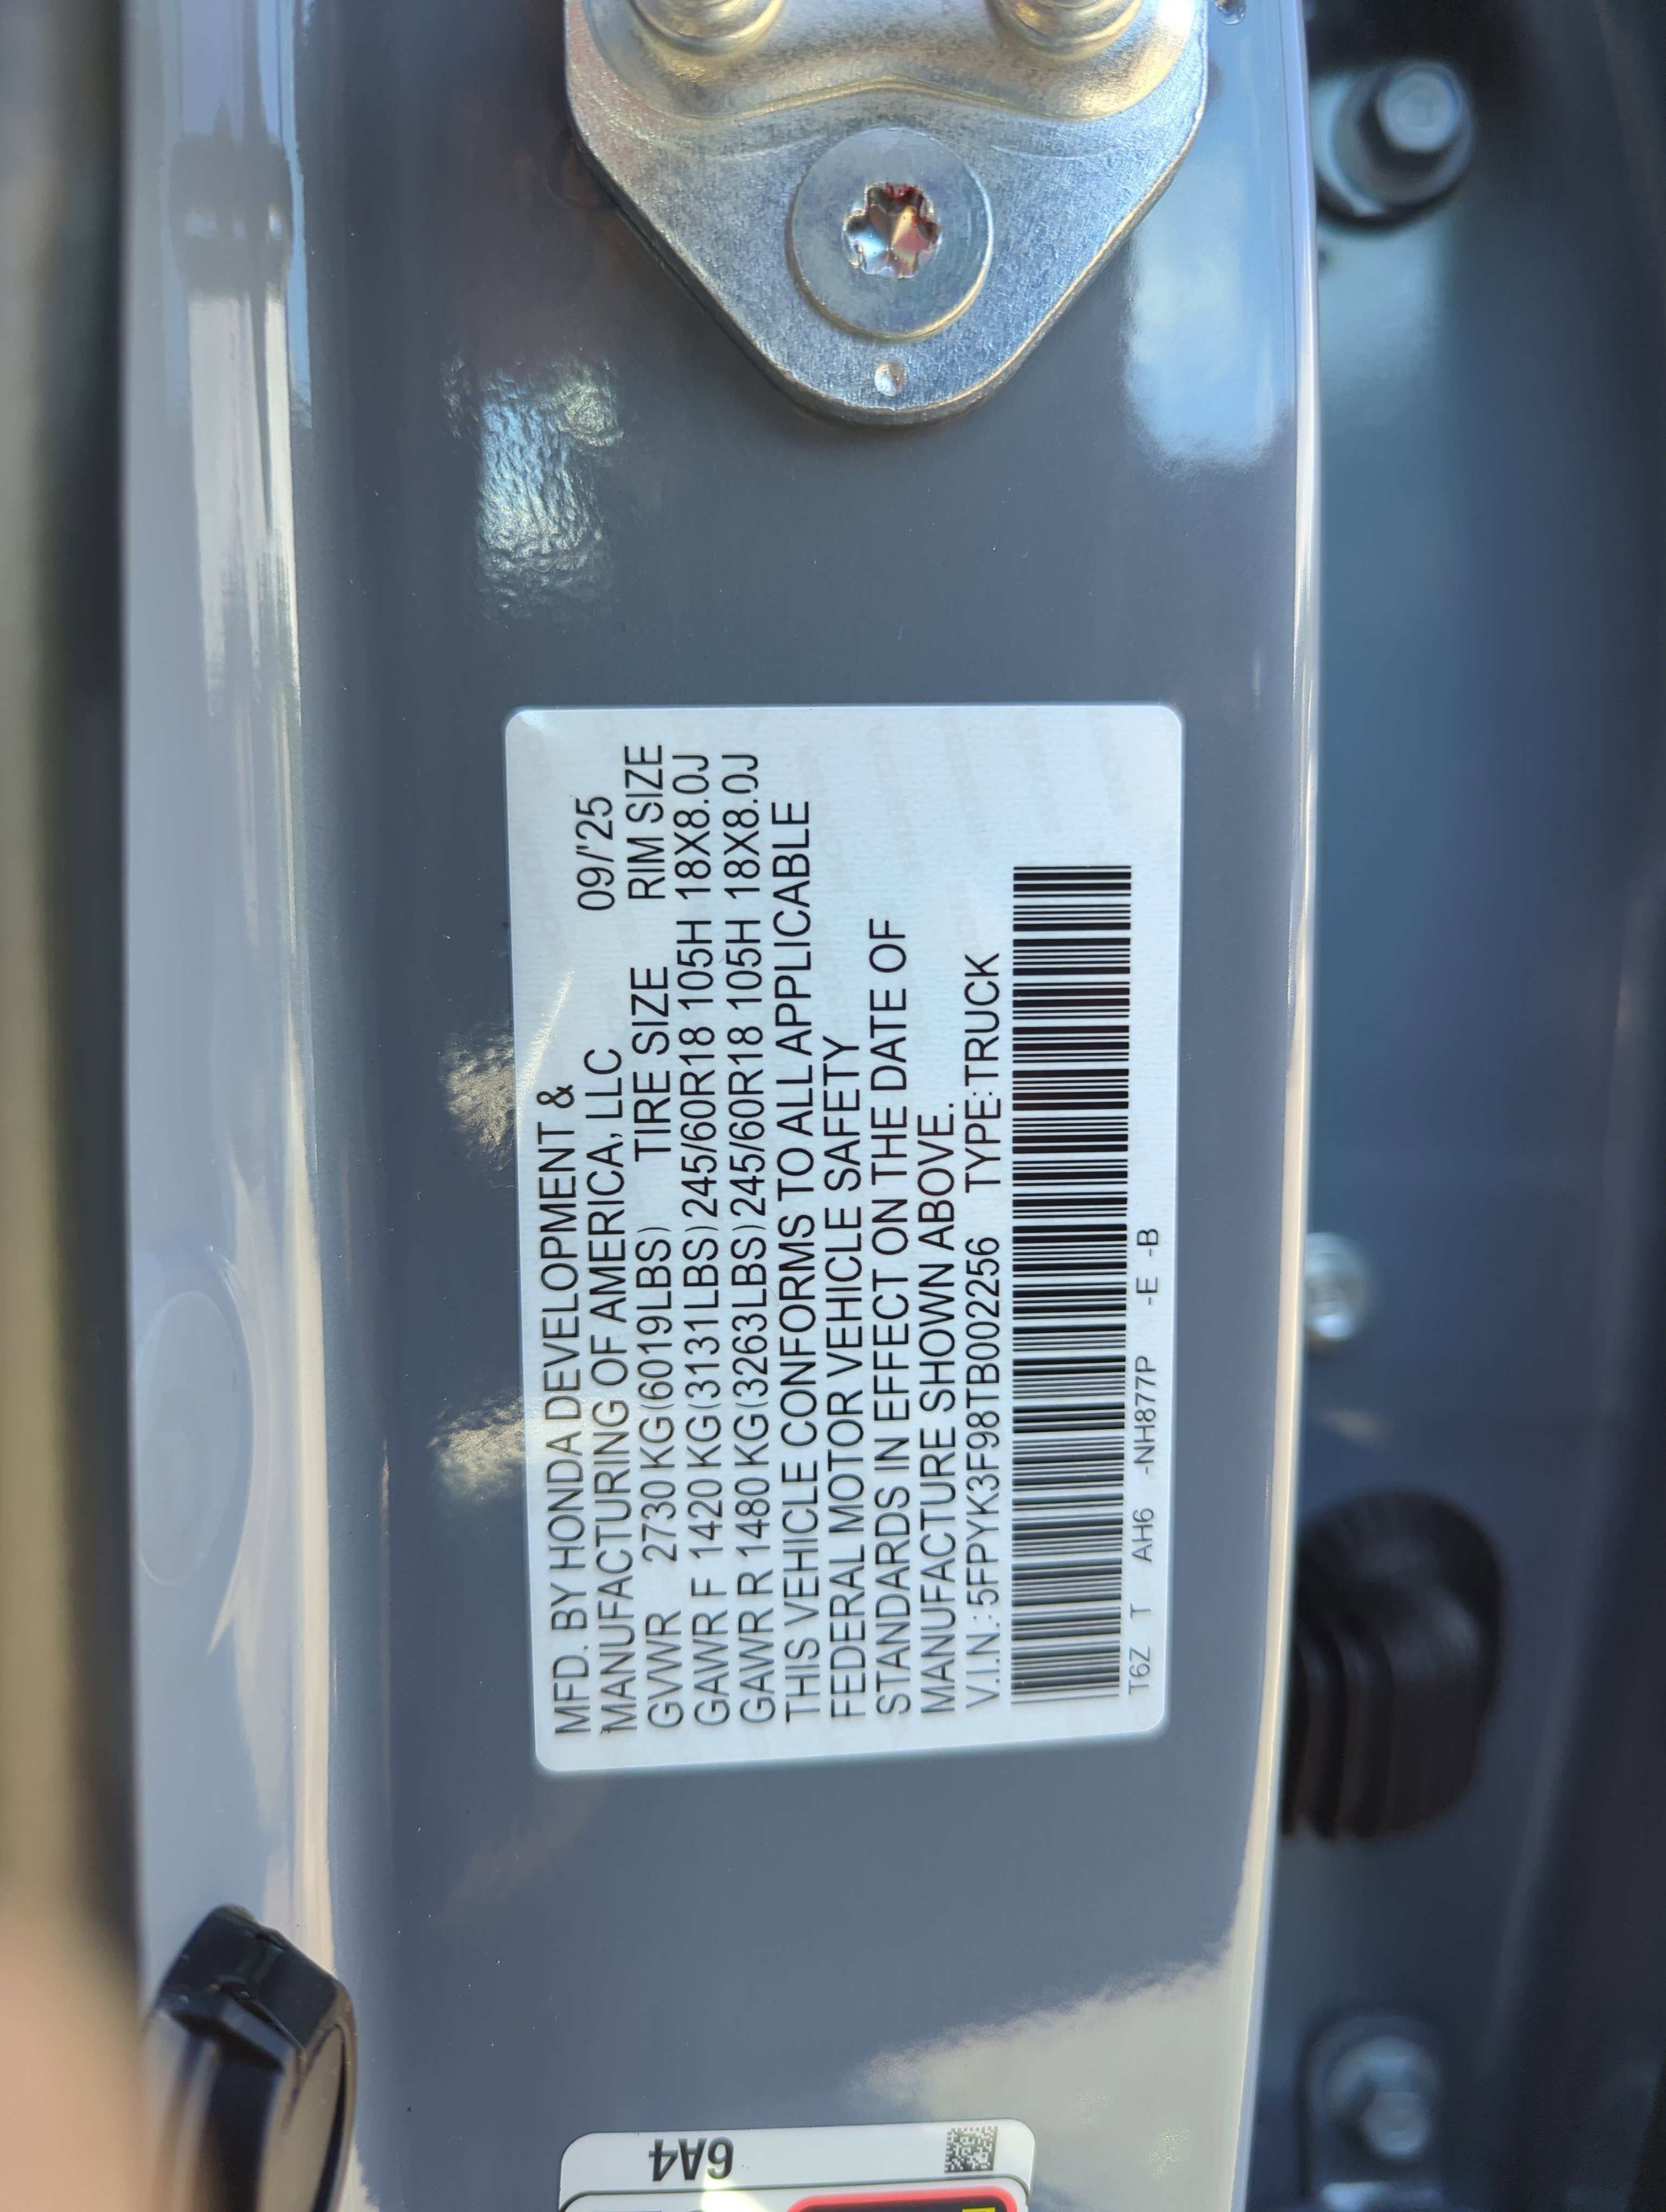 MFD. BY HONDA DEVELOPMENT &
MANUFACTURING OF AMERICA, LLC 09/'25
GVWR 2730 KG(6019LBS) TIRE SIZE RIM SIZE
GAWR F 1420 KG(3131LBS) 245/60R18 105H 18X8.0J
GAWR R 1480 KG(3263LBS) 245/60R18 105H 18X8.0J
THIS VEHICLE CONFORMS TO ALL APPLICABLE
FEDERAL MOTOR VEHICLE SAFETY
STANDARDS IN EFFECT ON THE DATE OF
MANUFACTURE SHOWN ABOVE.
V.I.N.: 5FPYK3F98TB002256 TYPE: TRUCK
T6Z T AH6 -NH877P -E -B
6A4